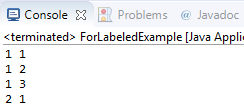 Console Problems @ Javadoc
<terminated> ForLabeledExample [Java Applic
1 1
1 2
1 3
2 1